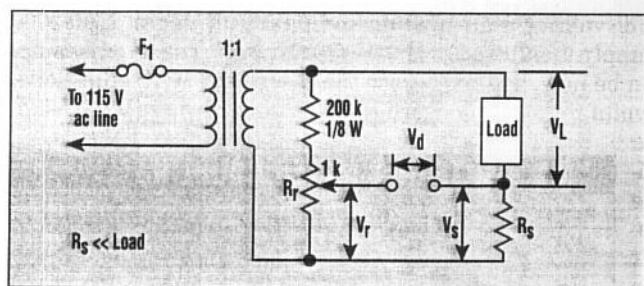 F1
1:1
To 115 V
ac line
200 k
1/8 W
Vd
Load
VL
1 k
Rr
Vr
Vs
Rs
Rs << Load